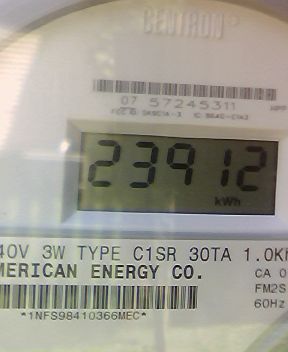 CENTRON®
07 57245311
23912
kWh
40V 3W TYPE C1SR 30TA 1.0K
MERICAN ENERGY CO.
CA 0
FM2S
60Hz
*1NFS98410366MEC*